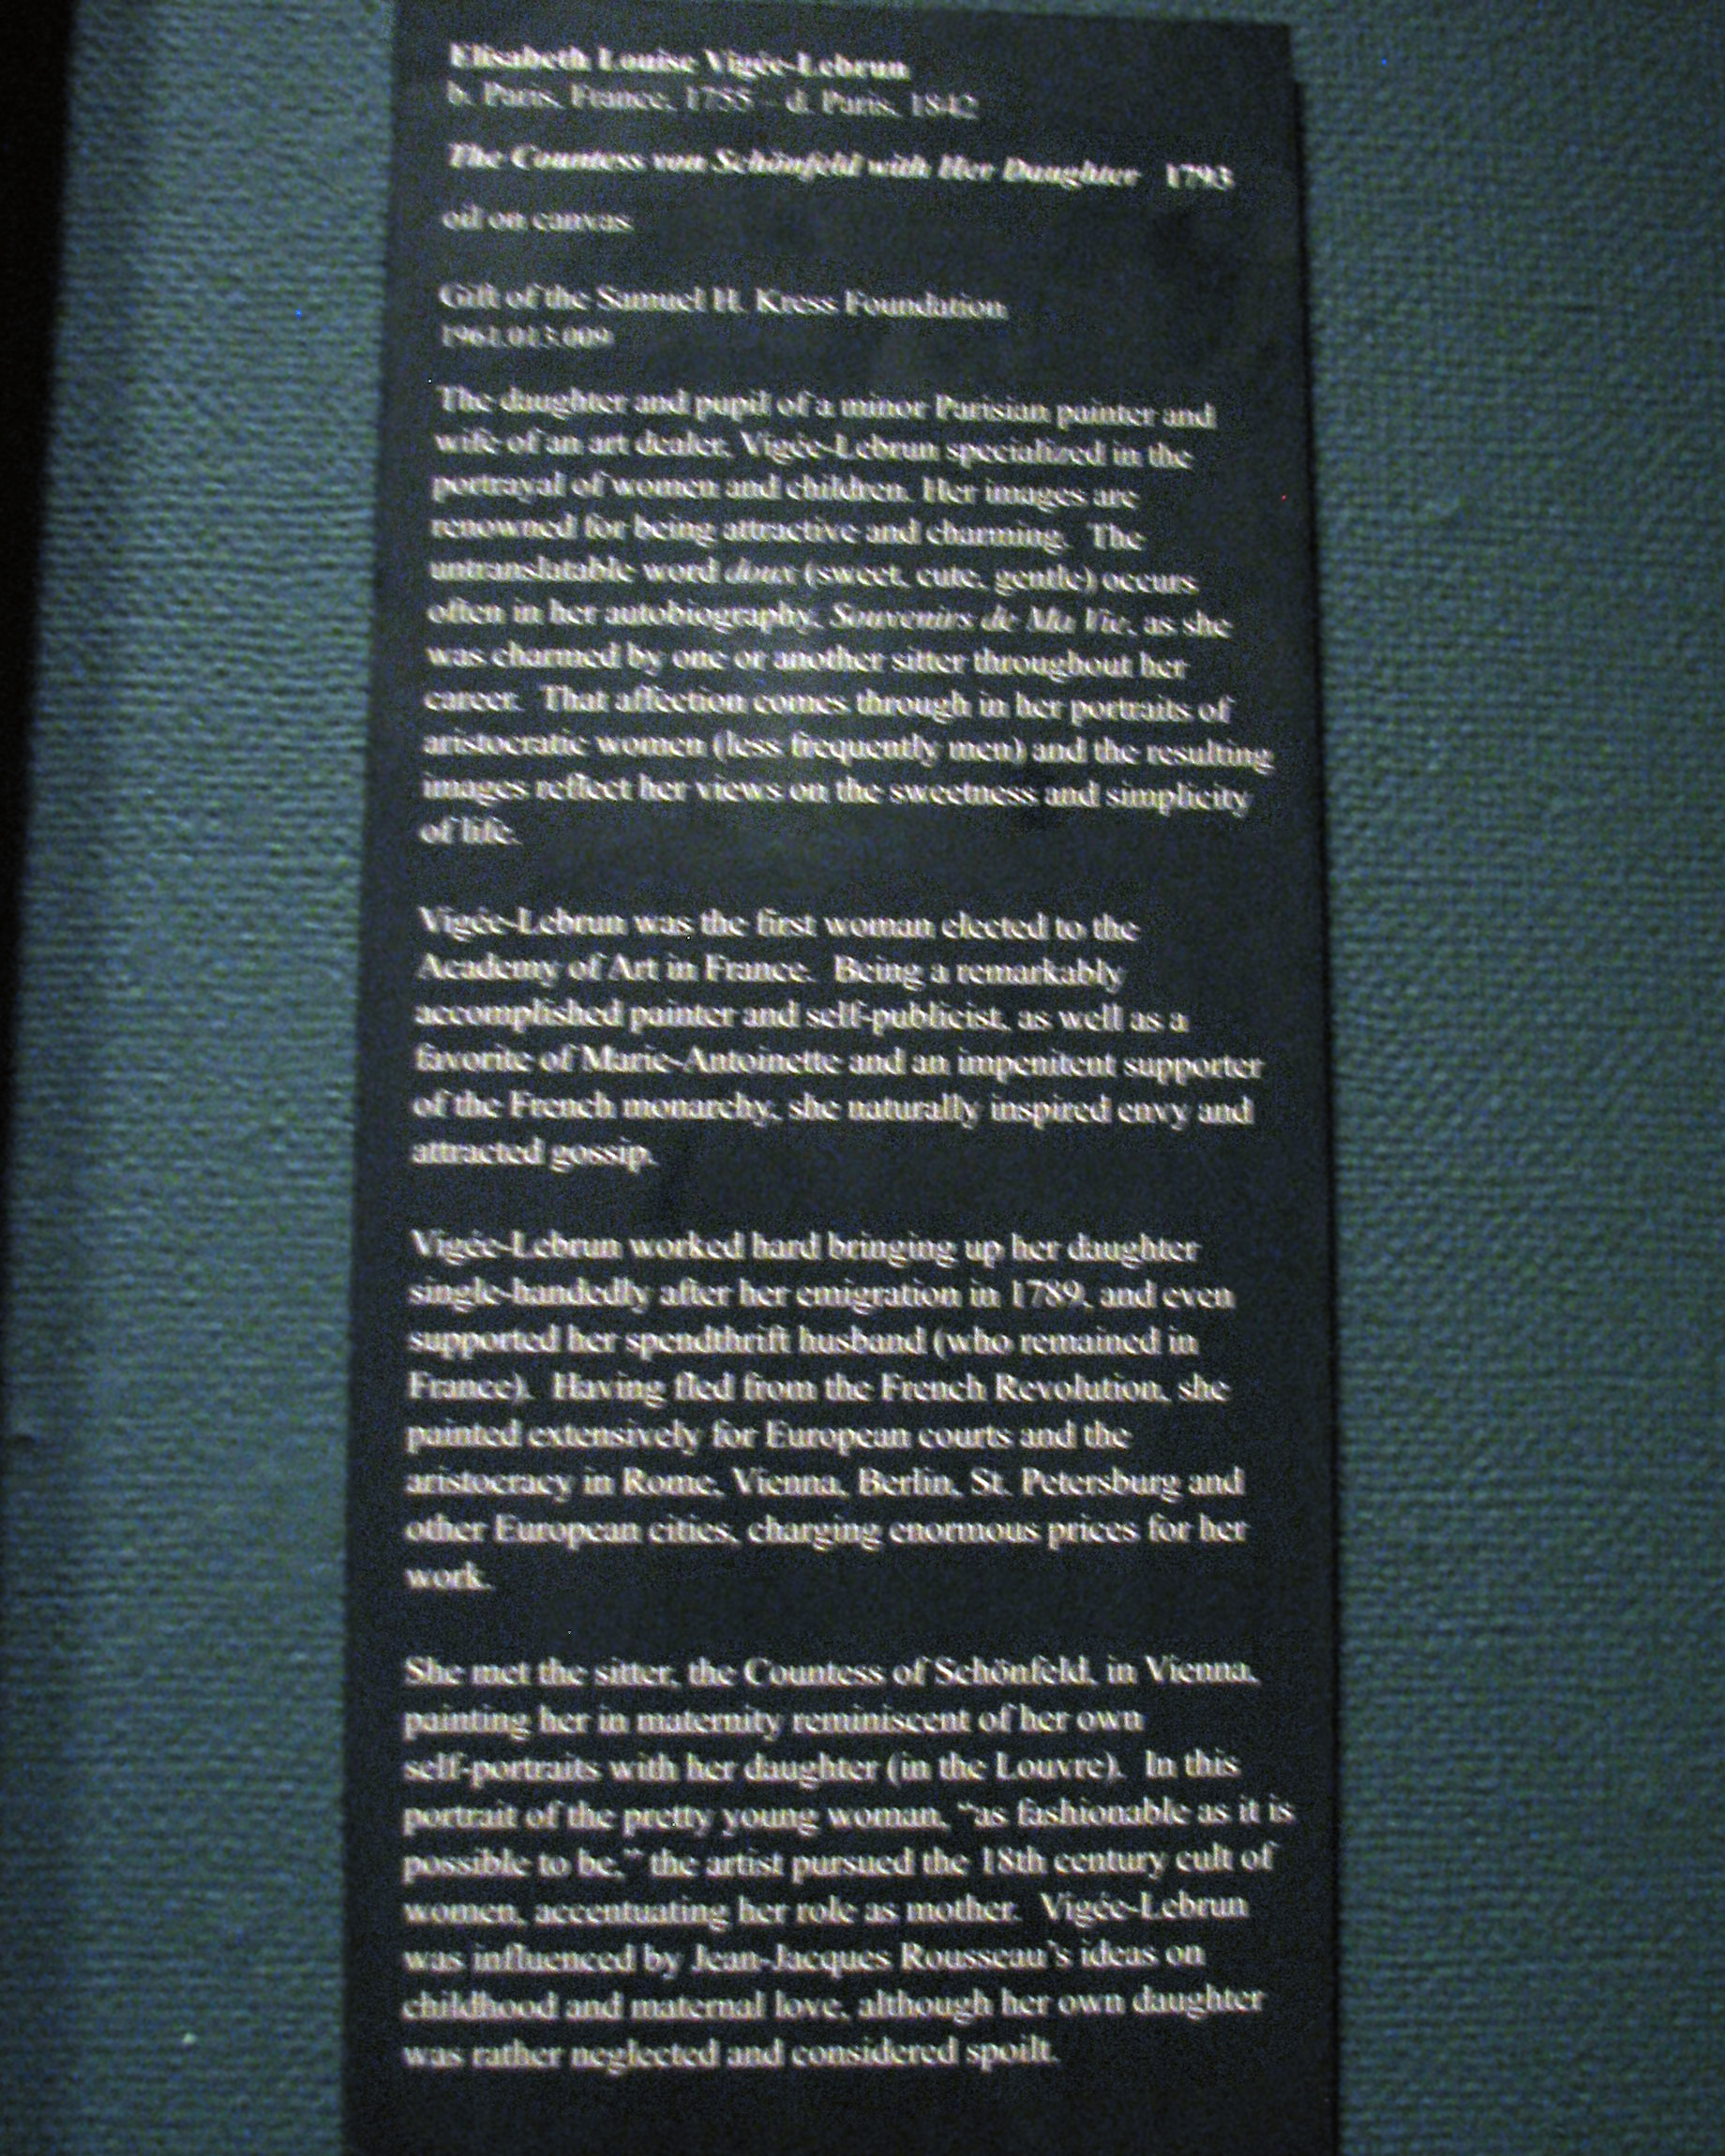 Elisabeth Louise Vigée-Lebrun
b. Paris, France, 1755 – d. Paris, 1842
The Countess von Schönfeld with Her Daughter 1793
oil on canvas
Gift of the Samuel H. Kress Foundation
1961.013.009
The daughter and pupil of a minor Parisian painter and
wife of an art dealer, Vigée-Lebrun specialized in the
portrayal of women and children. Her images are
renowned for being attractive and charming. The
untranslatable word doux (sweet, cute, gentle) occurs
often in her autobiography, Souvenirs de Ma Vie, as she
was charmed by one or another sitter throughout her
career. That affection comes through in her portraits of
aristocratic women (less frequently men) and the resulting
images reflect her views on the sweetness and simplicity
of life.
Vigée-Lebrun was the first woman elected to the
Academy of Art in France. Being a remarkably
accomplished painter and self-publicist, as well as a
favorite of Marie-Antoinette and an impenitent supporter
of the French monarchy, she naturally inspired envy and
attracted gossip.
Vigée-Lebrun worked hard bringing up her daughter
single-handedly after her emigration in 1789, and even
supported her spendthrift husband (who remained in
France). Having fled from the French Revolution, she
painted extensively for European courts and the
aristocracy in Rome, Vienna, Berlin, St. Petersburg and
other European cities, charging enormous prices for her
work.
She met the sitter, the Countess of Schönfeld, in Vienna,
painting her in maternity reminiscent of her own
self-portraits with her daughter (in the Louvre). In this
portrait of the pretty young woman, “as fashionable as it is
possible to be,” the artist pursued the 18th century cult of
women, accentuating her role as mother. Vigée-Lebrun
was influenced by Jean-Jacques Rousseau’s ideas on
childhood and maternal love, although her own daughter
was rather neglected and considered spoilt.